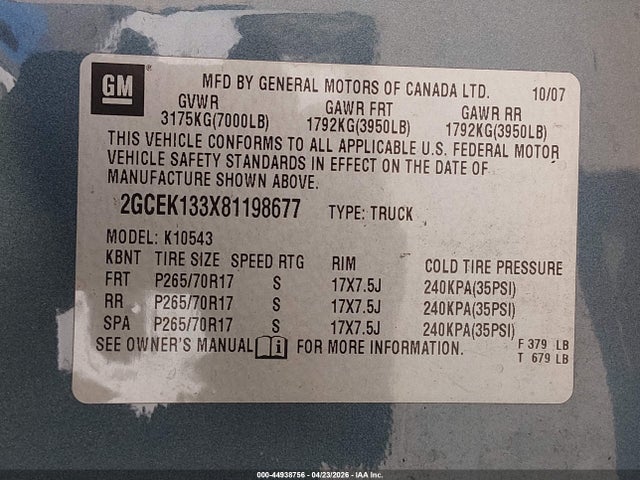 GM
MFD BY GENERAL MOTORS OF CANADA LTD. 10/07
GVWR GAWR FRT GAWR RR
3175KG(7000LB) 1792KG(3950LB) 1792KG(3950LB)
THIS VEHICLE CONFORMS TO ALL APPLICABLE U.S. FEDERAL MOTOR
VEHICLE SAFETY STANDARDS IN EFFECT ON THE DATE OF
MANUFACTURE SHOWN ABOVE.
2GCEK133X81198677 TYPE: TRUCK
MODEL: K10543
KBNT TIRE SIZE SPEED RTG RIM COLD TIRE PRESSURE
FRT P265/70R17 S 17X7.5J 240KPA(35PSI)
RR P265/70R17 S 17X7.5J 240KPA(35PSI)
SPA P265/70R17 S 17X7.5J 240KPA(35PSI)
SEE OWNER'S MANUAL FOR MORE INFORMATION. F 379 LB
T 679 LB
000-44938756 - 04/23/2026 - IAA Inc.